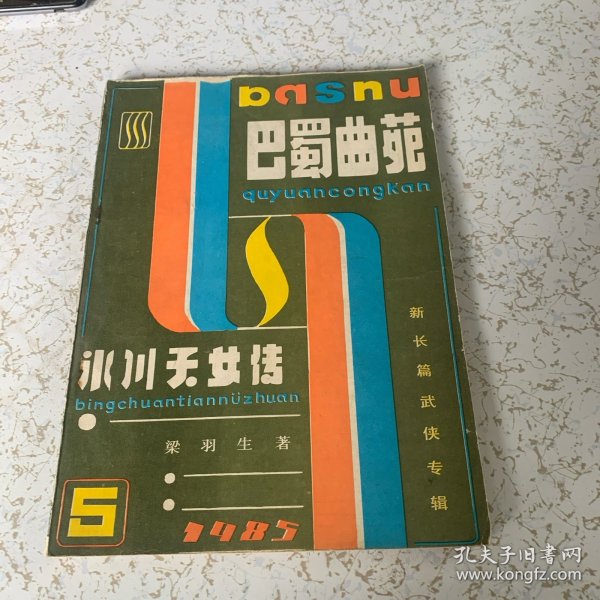 basnu
巴蜀曲苑
quyuancongkan
冰川天女传
bingchuantiannüzhuan
梁羽生著
新长篇武侠专辑
5
1985
孔夫子旧书网
www.kongfz.com